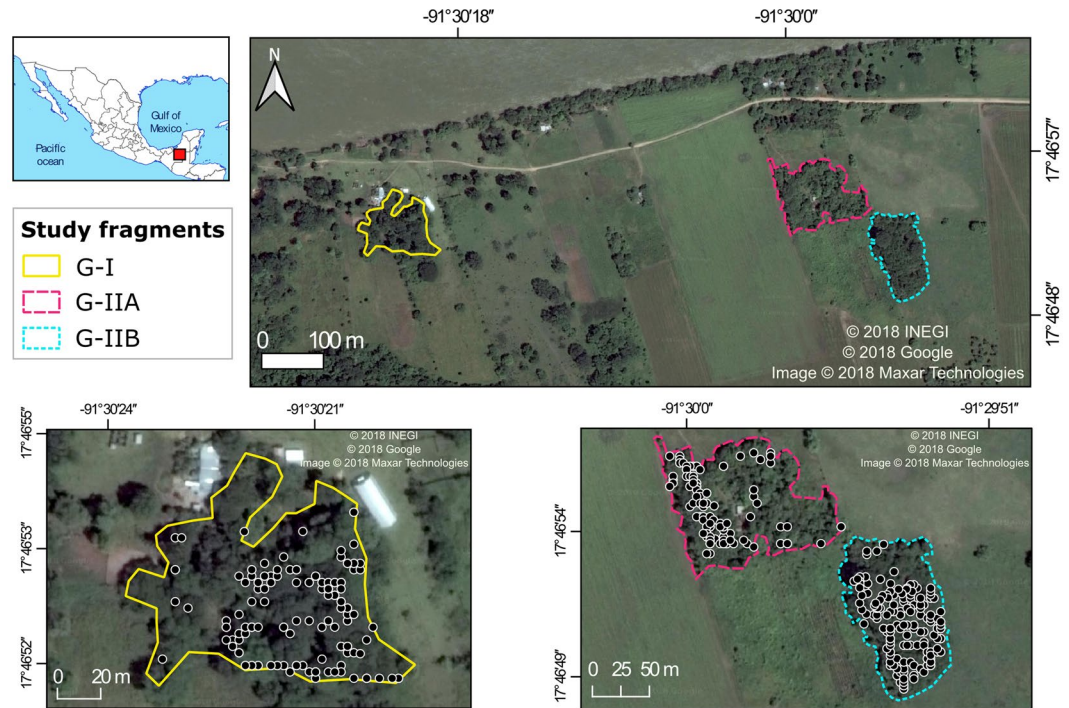 -91°30'18"
-91°30'0"
N
Gulf of
Mexico
Pacific
ocean
17°46'57"
17°46'48"
Study fragments
G-I
G-IIA
G-IIB
0 100 m
© 2018 INEGI
© 2018 Google
Image © 2018 Maxar Technologies
-91°30'24"
-91°30'21"
17°46'55"
17°46'53"
17°46'52"
© 2018 INEGI
© 2018 Google
Image © 2018 Maxar Technologies
0 20 m
-91°30'0"
-91°29'51"
17°46'54"
17°46'49"
© 2018 INEGI
© 2018 Google
Image © 2018 Maxar Technologies
0 25 50 m